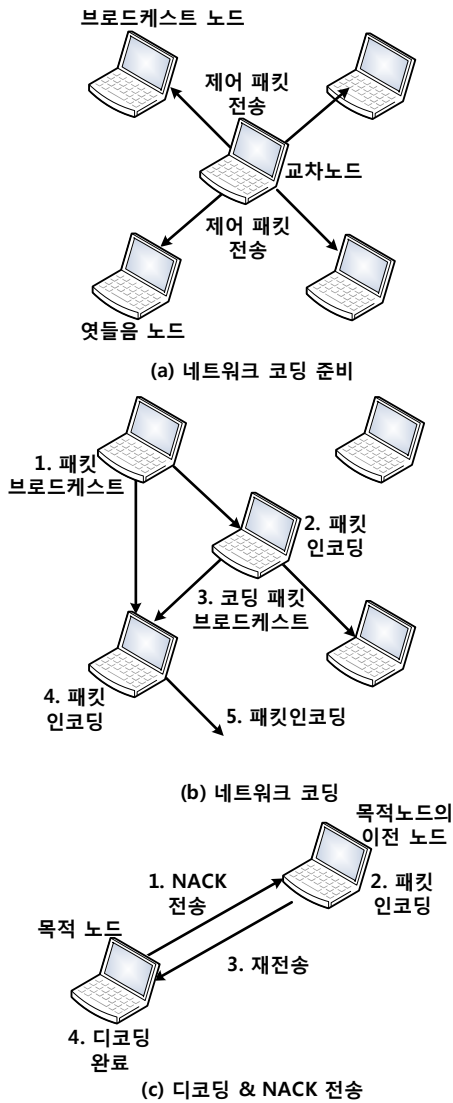 브로드케스트 노드
제어 패킷
전송
교차노드
제어 패킷
전송
엿들음 노드
(a) 네트워크 코딩 준비
1. 패킷
브로드케스트
2. 패킷
인코딩
3. 코딩 패킷
브로드케스트
4. 패킷
인코딩
5. 패킷인코딩
(b) 네트워크 코딩
목적노드의
이전 노드
1. NACK
전송
2. 패킷
인코딩
목적 노드
3. 재전송
4. 디코딩
완료
(c) 디코딩 & NACK 전송